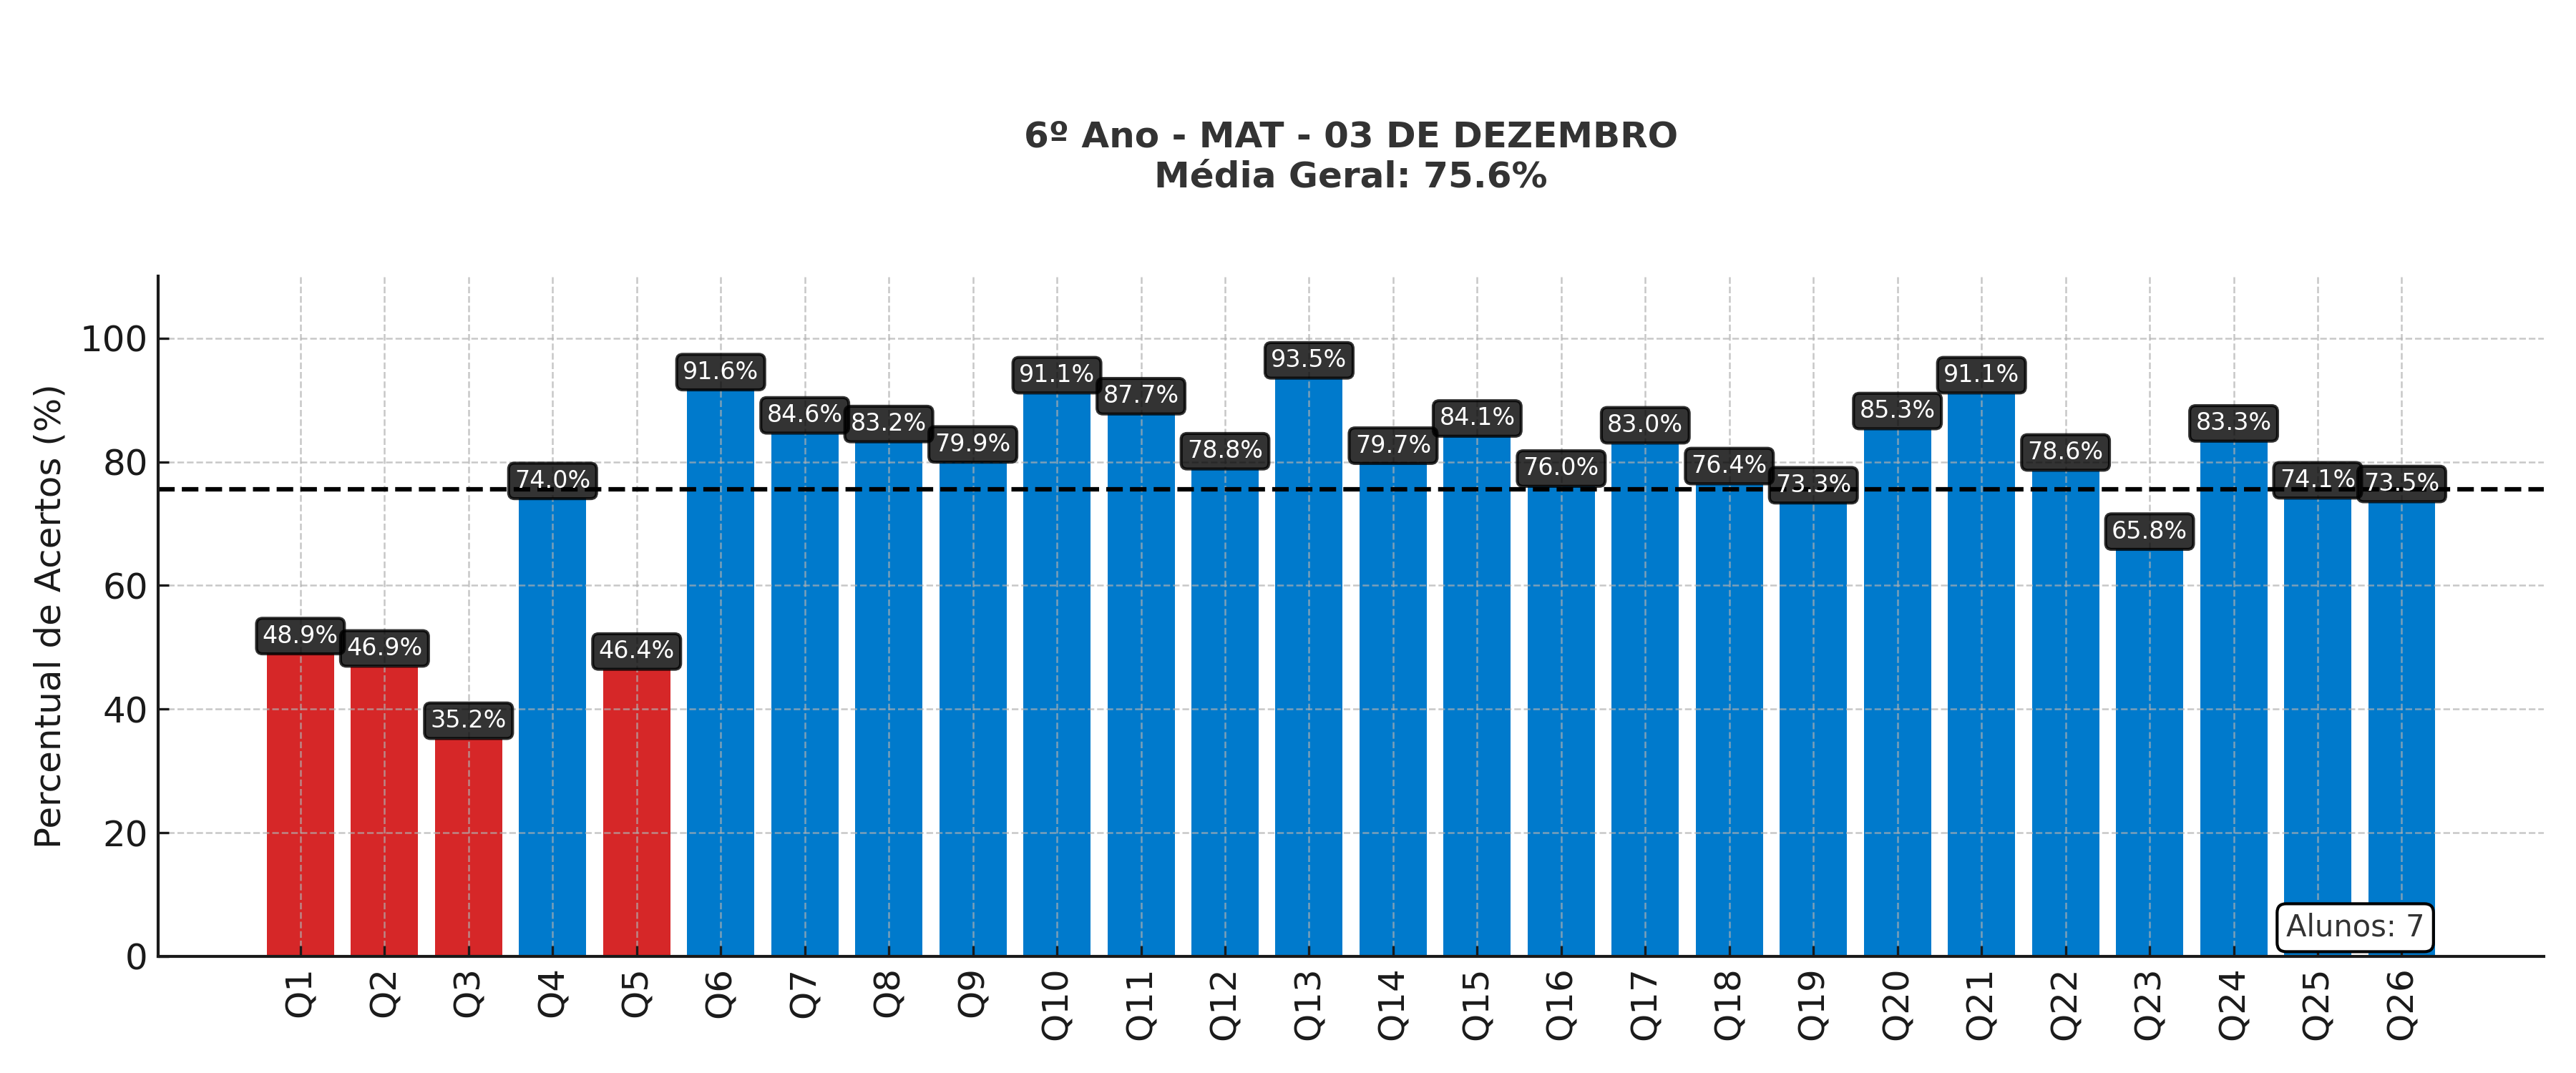 6º Ano - MAT - 03 DE DEZEMBRO
Média Geral: 75.6%
Percentual de Acertos (%)
100
80
60
40
20
0
48.9%
46.9%
35.2%
74.0%
46.4%
91.6%
84.6%
83.2%
79.9%
91.1%
87.7%
78.8%
93.5%
79.7%
84.1%
76.0%
83.0%
76.4%
73.3%
85.3%
91.1%
78.6%
65.8%
83.3%
74.1%
73.5%
Alunos: 7
Q1
Q2
Q3
Q4
Q5
Q6
Q7
Q8
Q9
Q10
Q11
Q12
Q13
Q14
Q15
Q16
Q17
Q18
Q19
Q20
Q21
Q22
Q23
Q24
Q25
Q26